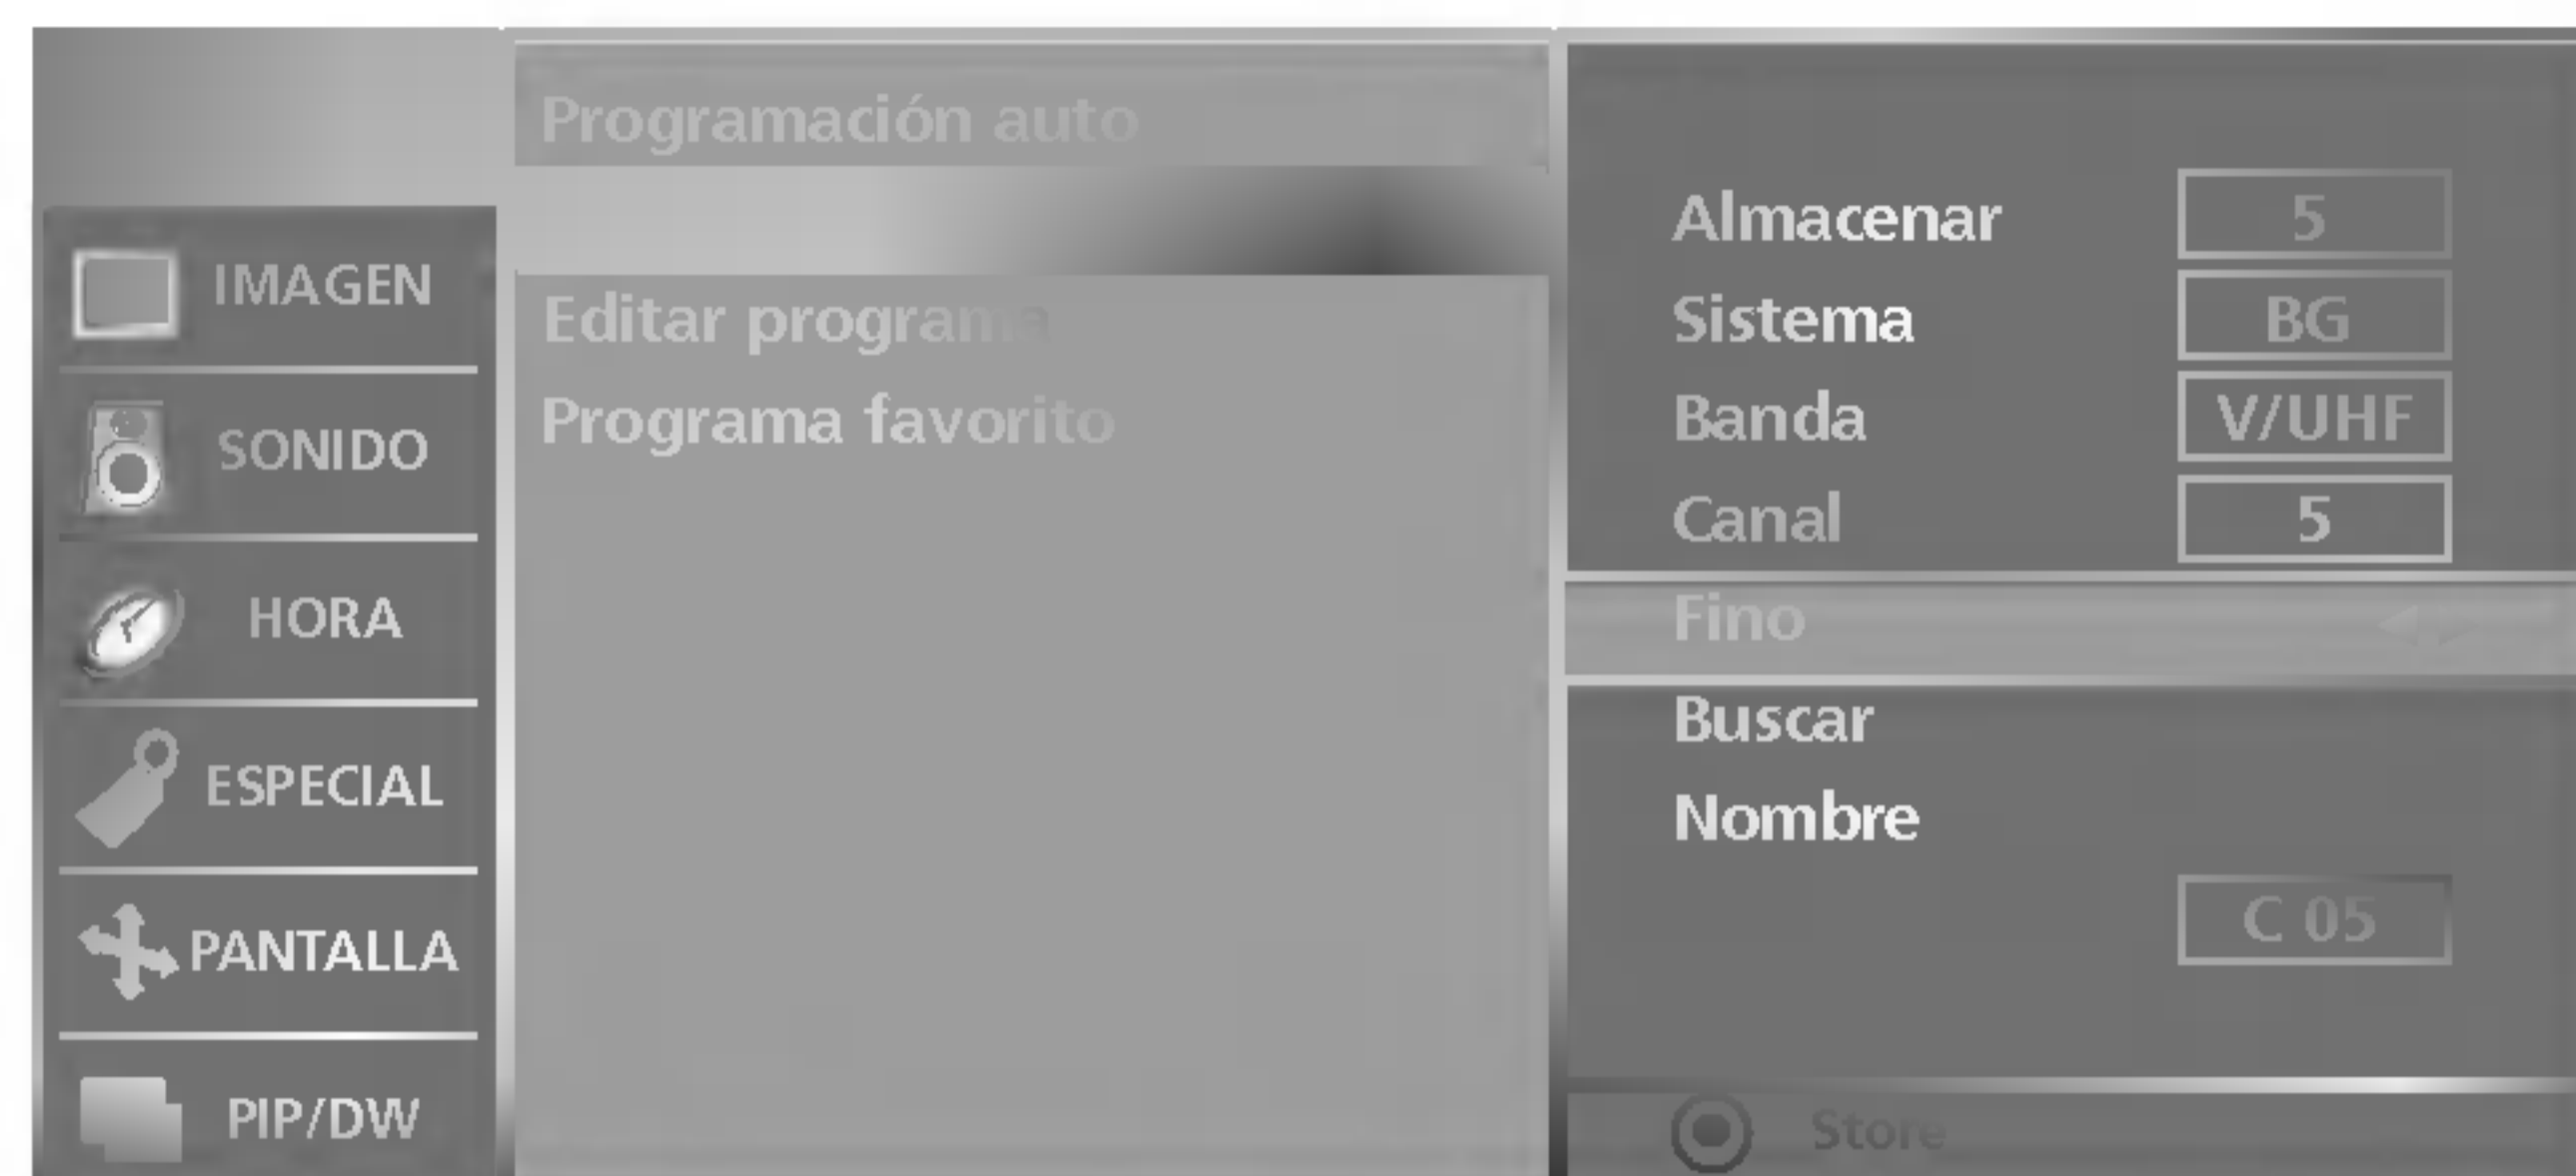 IMAGEN
SONIDO
HORA
ESPECIAL
PANTALLA
PIP/DW
Programación auto
Editar programa
Programa favorito
Almacenar 5
Sistema BG
Banda V/UHF
Canal 5
Fino
Buscar
Nombre
C 05
Store